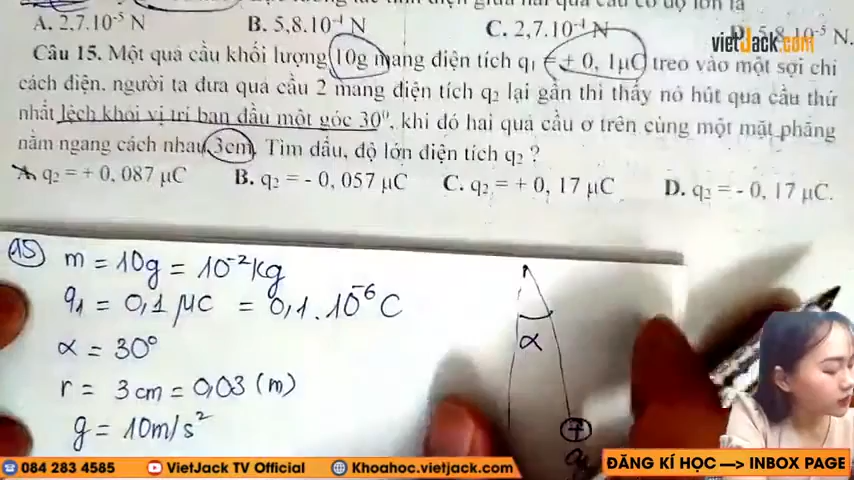 A. 2,7.10⁻⁵ N B. 5,8.10⁻⁴ N C. 2,7.10⁻⁴ N D. 5,8.10⁻⁵ N.
vietJack.com
Câu 15. Một quả cầu khối lượng 10g mang điện tích q₁ = + 0, 1μC treo vào một sợi chỉ
cách điện. người ta đưa quả cầu 2 mang điện tích q₂ lại gần thì thấy nó hút quả cầu thứ
nhất lệch khỏi vị trí ban đầu một góc 30⁰, khi đó hai quả cầu ở trên cùng một mặt phẳng
nằm ngang cách nhau 3cm. Tìm dấu, độ lớn điện tích q₂ ?
A. q₂ = + 0, 087 μC B. q₂ = - 0, 057 μC C. q₂ = + 0, 17 μC D. q₂ = - 0, 17 μC.
15 m = 10g = 10⁻² kg
q₁ = 0,1 μC = 0,1.10⁻⁶ C
α = 30°
r = 3 cm = 0,03 (m)
g = 10m/s²
α
+
084 283 4585 VietJack TV Official Khoahoc.vietjack.com ĐĂNG KÍ HỌC —> INBOX PAGE